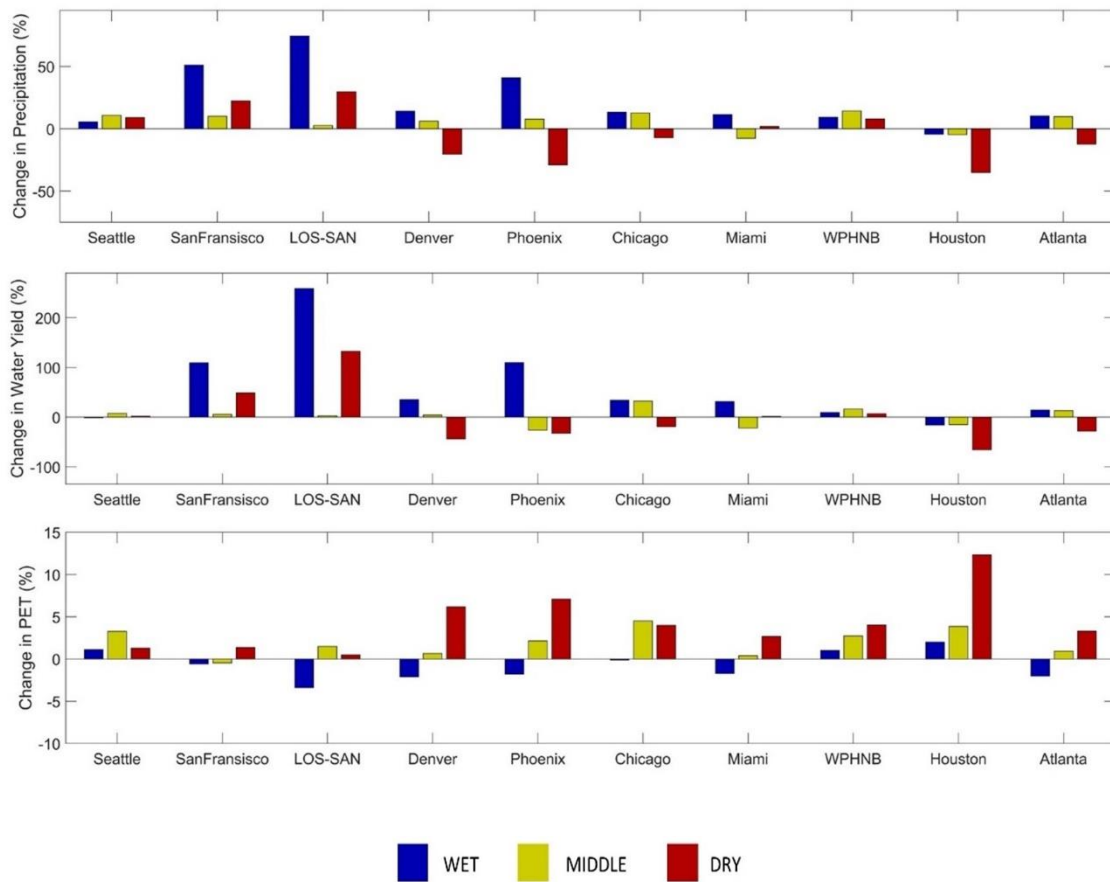 Change in Precipitation (%)
50
0
-50
Seattle SanFransisco LOS-SAN Denver Phoenix Chicago Miami WPHNB Houston Atlanta
Change in Water Yield (%)
200
100
0
-100
Seattle SanFransisco LOS-SAN Denver Phoenix Chicago Miami WPHNB Houston Atlanta
Change in PET (%)
15
10
5
0
-5
-10
Seattle SanFransisco LOS-SAN Denver Phoenix Chicago Miami WPHNB Houston Atlanta
WET MIDDLE DRY